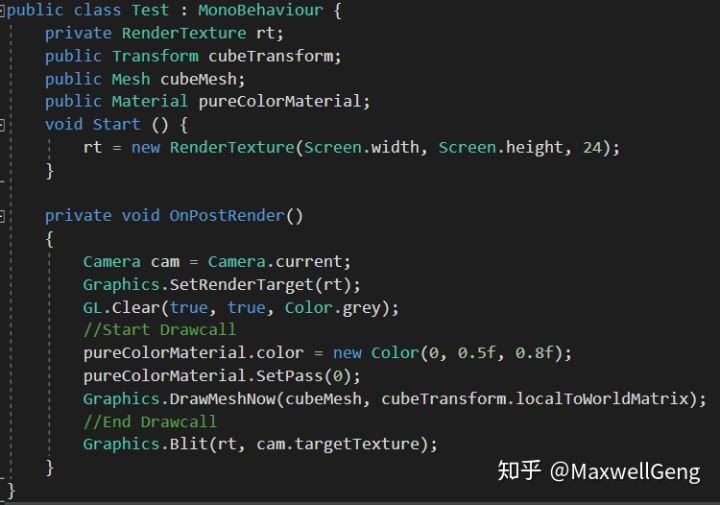 public class Test : MonoBehaviour {
    private RenderTexture rt;
    public Transform cubeTransform;
    public Mesh cubeMesh;
    public Material pureColorMaterial;
    void Start () {
        rt = new RenderTexture(Screen.width, Screen.height, 24);
    }
    private void OnPostRender()
    {
        Camera cam = Camera.current;
        Graphics.SetRenderTarget(rt);
        GL.Clear(true, true, Color.grey);
        //Start Drawcall
        pureColorMaterial.color = new Color(0, 0.5f, 0.8f);
        pureColorMaterial.SetPass(0);
        Graphics.DrawMeshNow(cubeMesh, cubeTransform.localToWorldMatrix);
        //End Drawcall
        Graphics.Blit(rt, cam.targetTexture);
    }
知乎 @MaxwellGeng
}